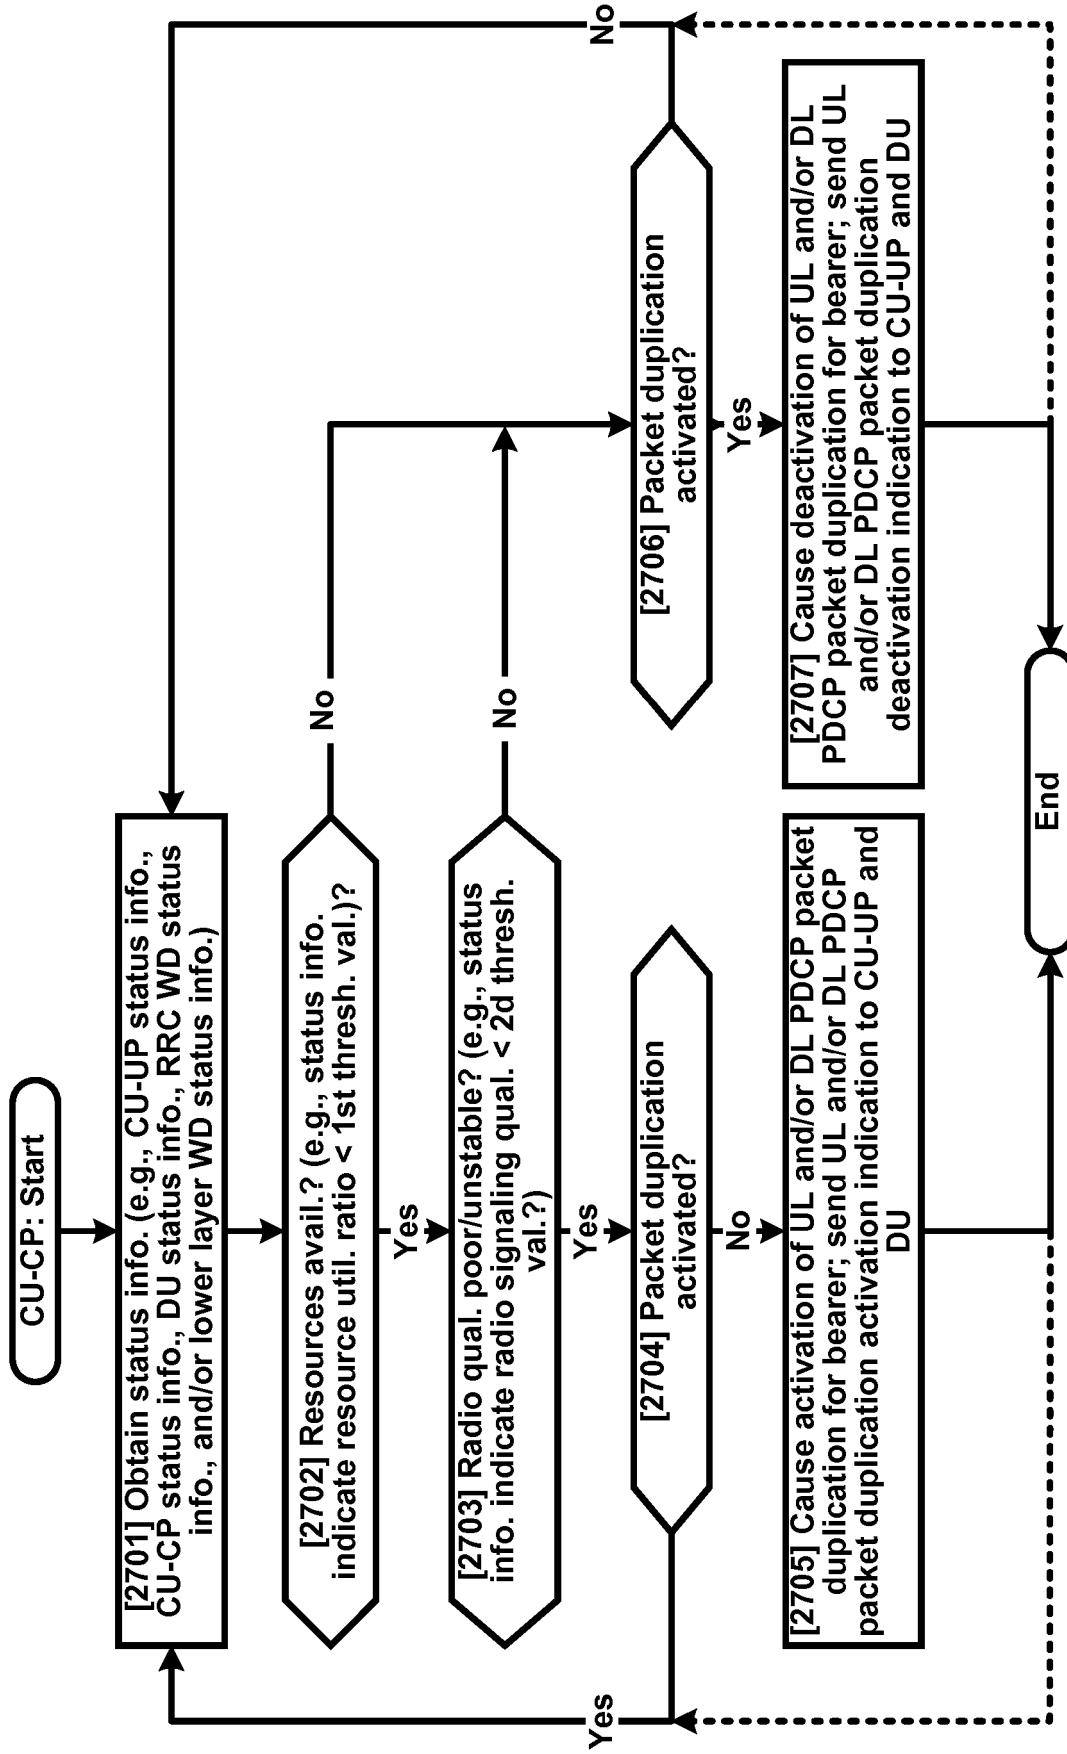 CU-CP: Start
[2701] Obtain status info. (e.g., CU-UP status info.,
CU-CP status info., DU status info., RRC WD status
info., and/or lower layer WD status info.)
[2702] Resources avail.? (e.g., status info.
indicate resource util. ratio < 1st thresh. val.)?
No
Yes
[2703] Radio qual. poor/unstable? (e.g., status
info. indicate radio signaling qual. < 2d thresh.
val.?)
No
Yes
[2704] Packet duplication
activated?
Yes
No
[2706] Packet duplication
activated?
No
Yes
[2705] Cause activation of UL and/or DL PDCP packet
duplication for bearer; send UL and/or DL PDCP
packet duplication activation indication to CU-UP and
DU
[2707] Cause deactivation of UL and/or DL
PDCP packet duplication for bearer; send UL
and/or DL PDCP packet duplication
deactivation indication to CU-UP and DU
End